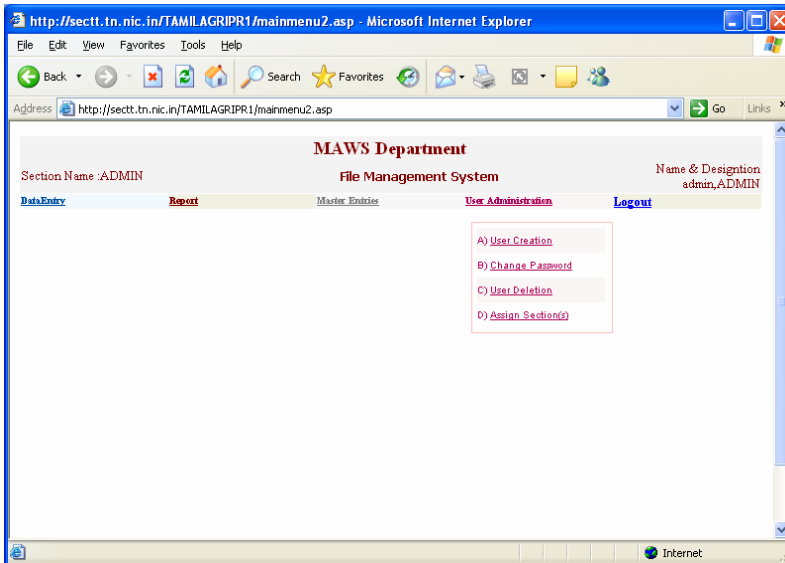 http://sectt.tn.nic.in/TAMILAGRIPR1/mainmenu2.asp - Microsoft Internet Explorer
File Edit View Favorites Tools Help
Back Search Favorites
Address http://sectt.tn.nic.in/TAMILAGRIPR1/mainmenu2.asp Go Links »
MAWS Department
Section Name :ADMIN File Management System Name & Designtion
admin,ADMIN
DataEntry Report Master Entries User Administration Logout
A) User Creation
B) Change Password
C) User Deletion
D) Assign Section(s)
Internet